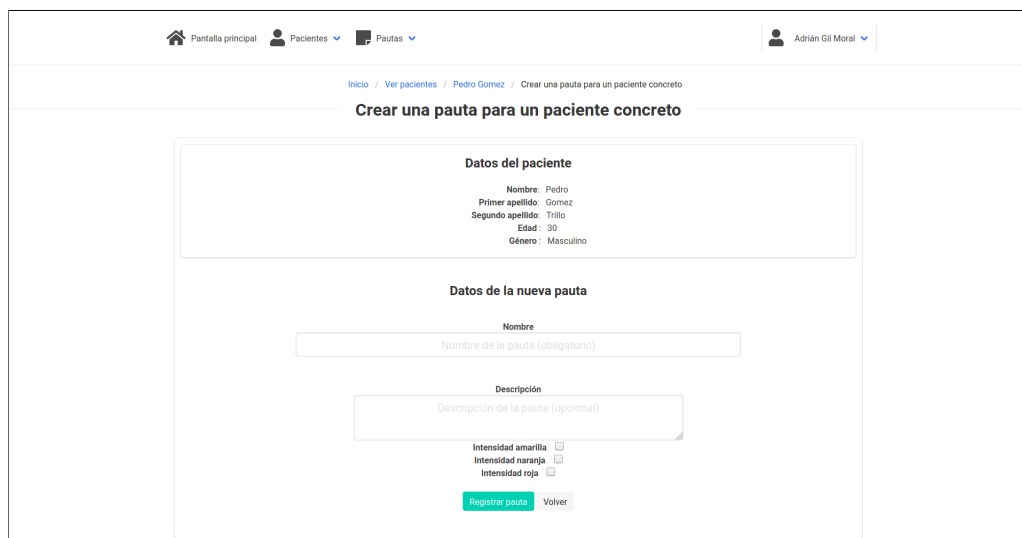 Pantalla principal Pacientes Pautas Adrián Gil Moral
Inicio / Ver pacientes / Pedro Gomez / Crear una pauta para un paciente concreto
Crear una pauta para un paciente concreto
Datos del paciente
Nombre: Pedro
Primer apellido: Gomez
Segundo apellido: Trillo
Edad : 30
Género : Masculino
Datos de la nueva pauta
Nombre
Nombre de la pauta (obligatorio)
Descripción
Descripción de la pauta (opcional)
Intensidad amarilla
Intensidad naranja
Intensidad roja
Registrar pauta Volver